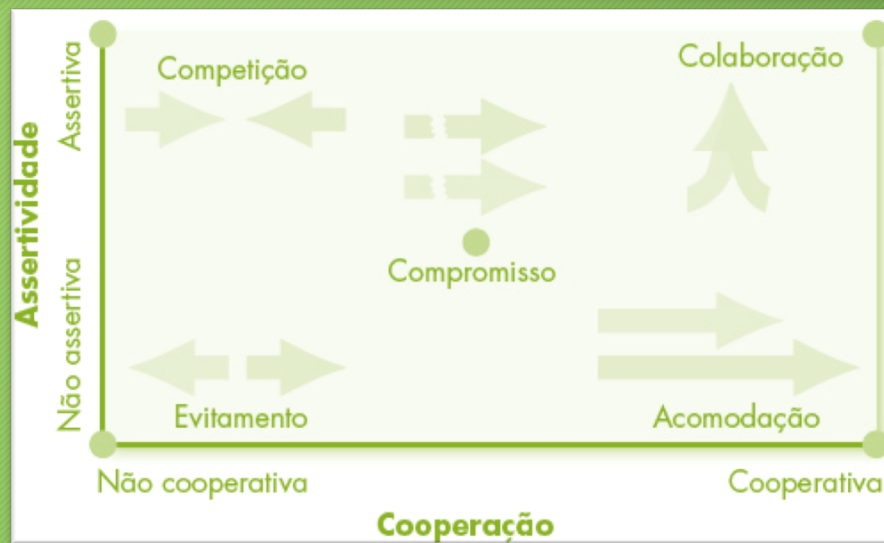 Competição
Colaboração
Compromisso
Evitamento
Acomodação
Assertividade
Assertiva
Não assertiva
Não cooperativa
Cooperativa
Cooperação